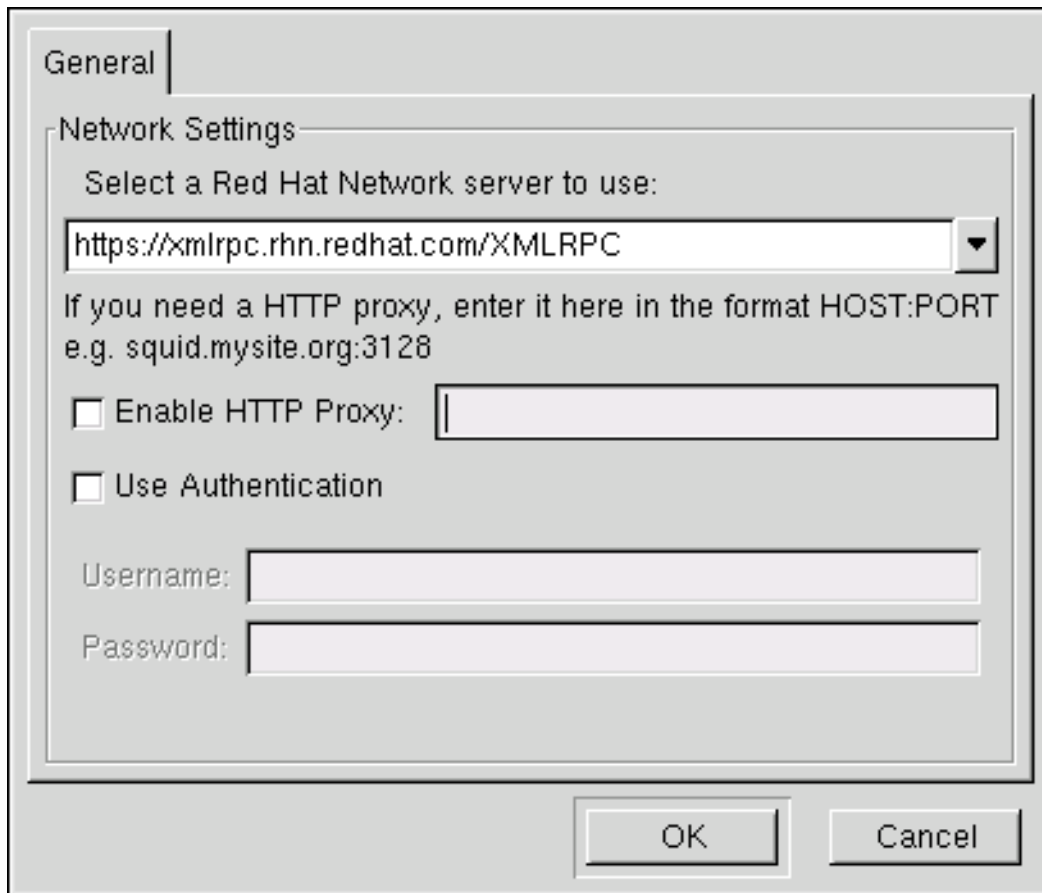 General
Network Settings
Select a Red Hat Network server to use:
https://xmlrpc.rhn.redhat.com/XMLRPC
If you need a HTTP proxy, enter it here in the format HOST:PORT
e.g. squid.mysite.org:3128
Enable HTTP Proxy:
Use Authentication
Username:
Password:
OK Cancel